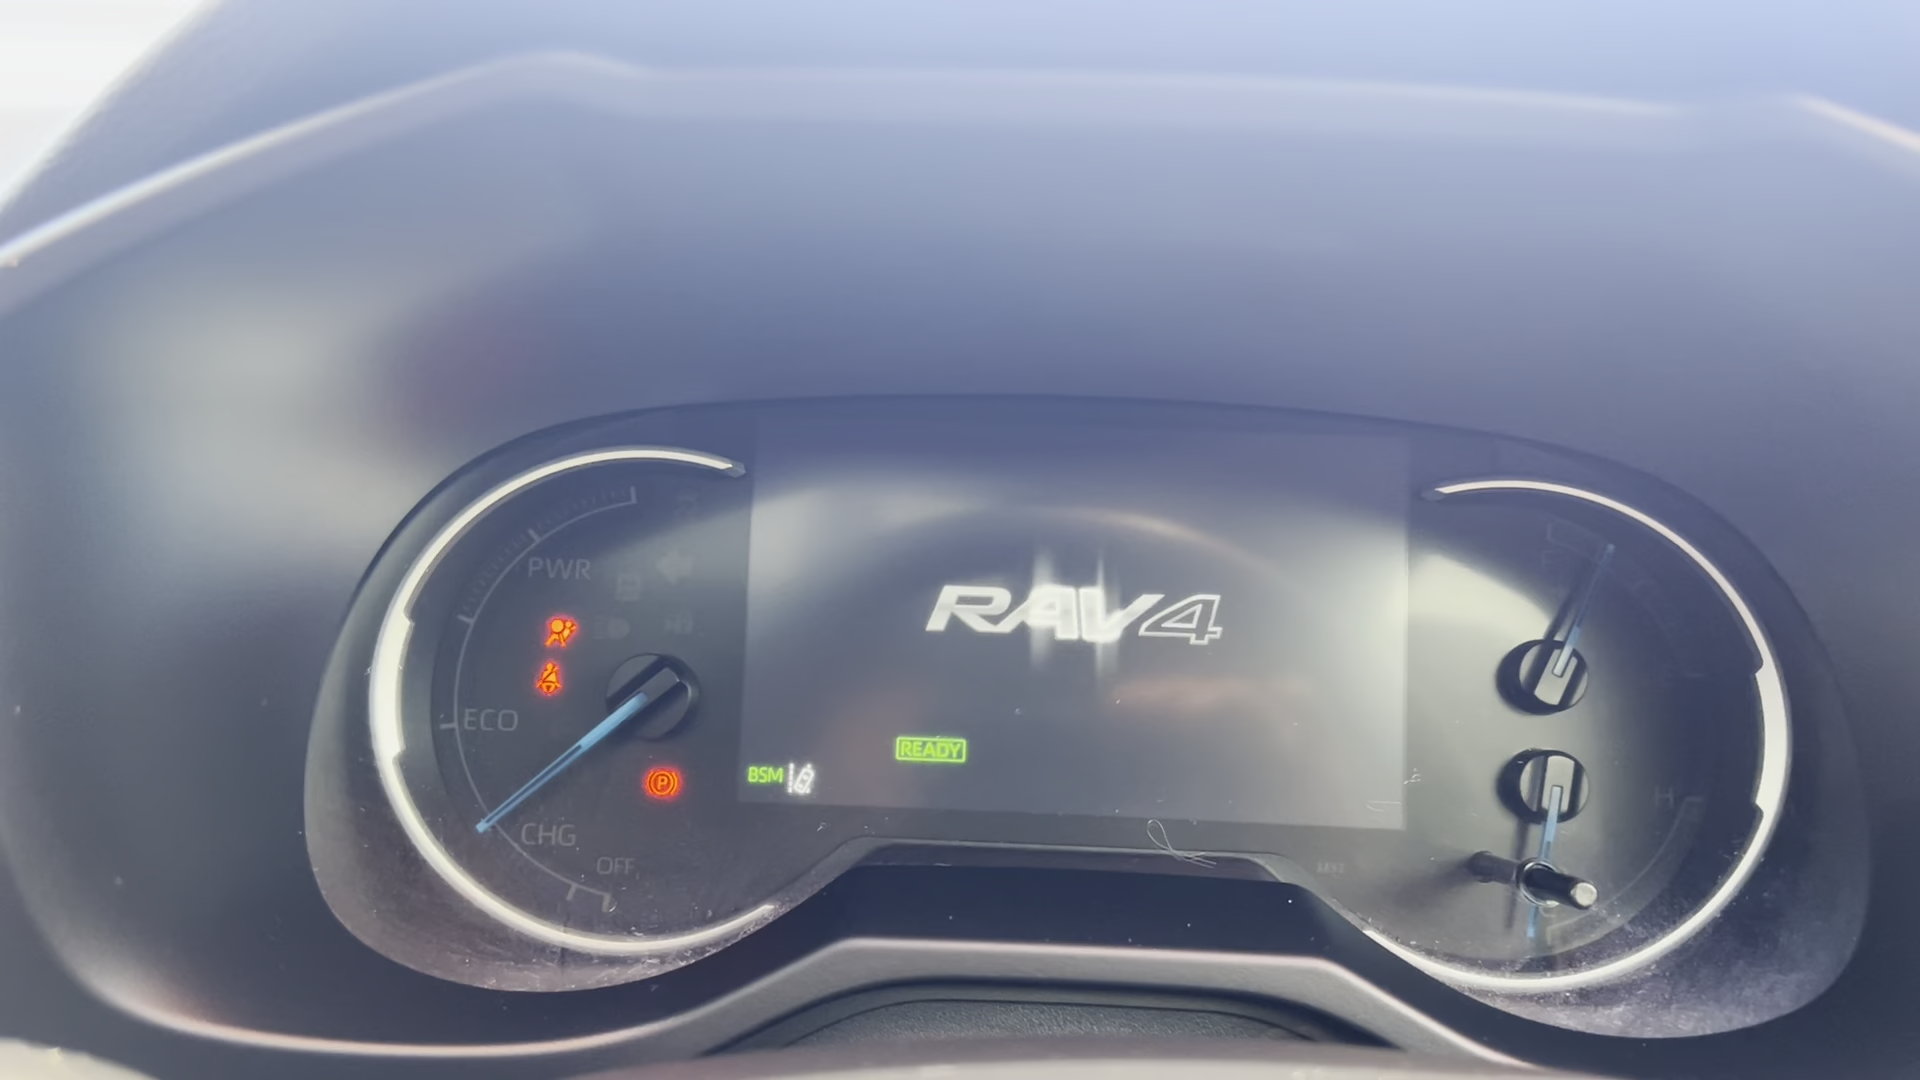 PWR
RAV4
ECO
READY
BSM
P
CHG
OFF
H